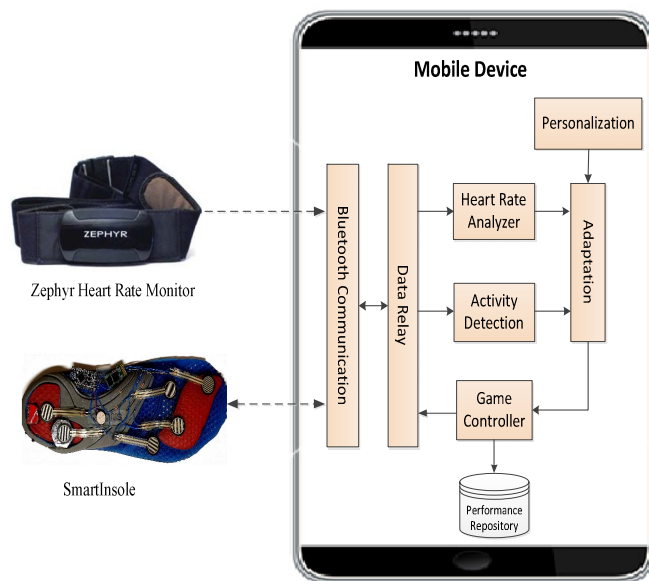 Mobile Device
Personalization
ZEPHYR
Zephyr Heart Rate Monitor
Bluetooth Communication
Data Relay
Heart Rate
Analyzer
Adaptation
Activity
Detection
SmartInsole
Game
Controller
Performance
Repository